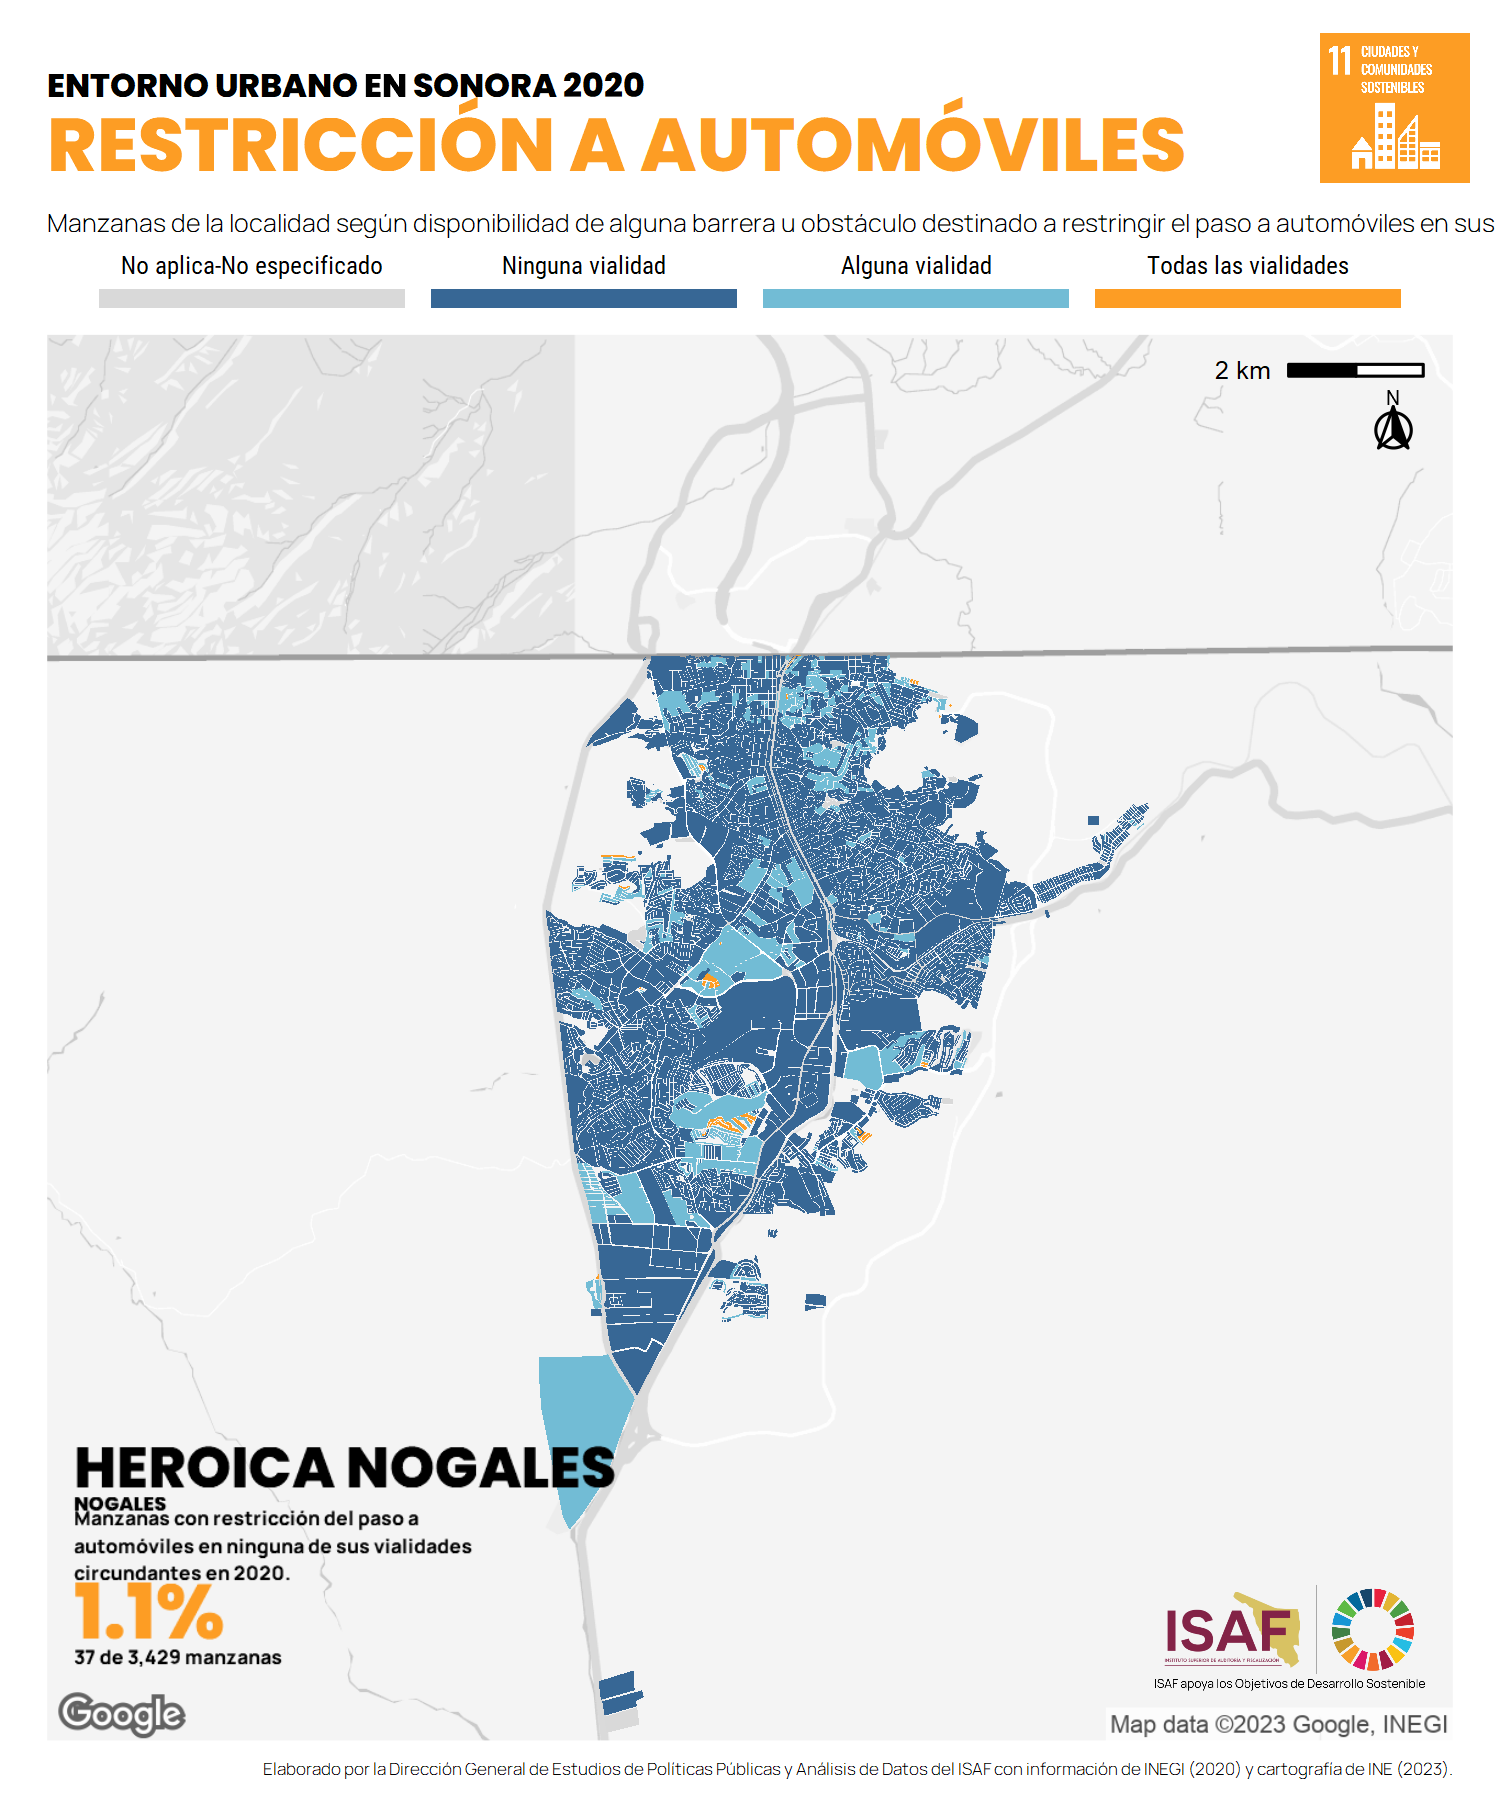 ENTORNO URBANO EN SONORA 2020
RESTRICCIÓN A AUTOMÓVILES
11 CIUDADES Y
COMUNIDADES
SOSTENIBLES
Manzanas de la localidad según disponibilidad de alguna barrera u obstáculo destinado a restringir el paso a automóviles en sus
No aplica-No especificado
Ninguna vialidad
Alguna vialidad
Todas las vialidades
2 km
N
HEROICA NOGALES
NOGALES
Manzanas con restricción del paso a
automóviles en ninguna de sus vialidades
circundantes en 2020.
1.1%
37 de 3,429 manzanas
ISAF
INSTITUTO SUPERIOR DE AUDITORÍA Y FISCALIZACIÓN
ISAF apoya los Objetivos de Desarrollo Sostenible
Google
Map data ©2023 Google, INEGI
Elaborado por la Dirección General de Estudios de Políticas Públicas y Análisis de Datos del ISAF con información de INEGI (2020) y cartografía de INE (2023).